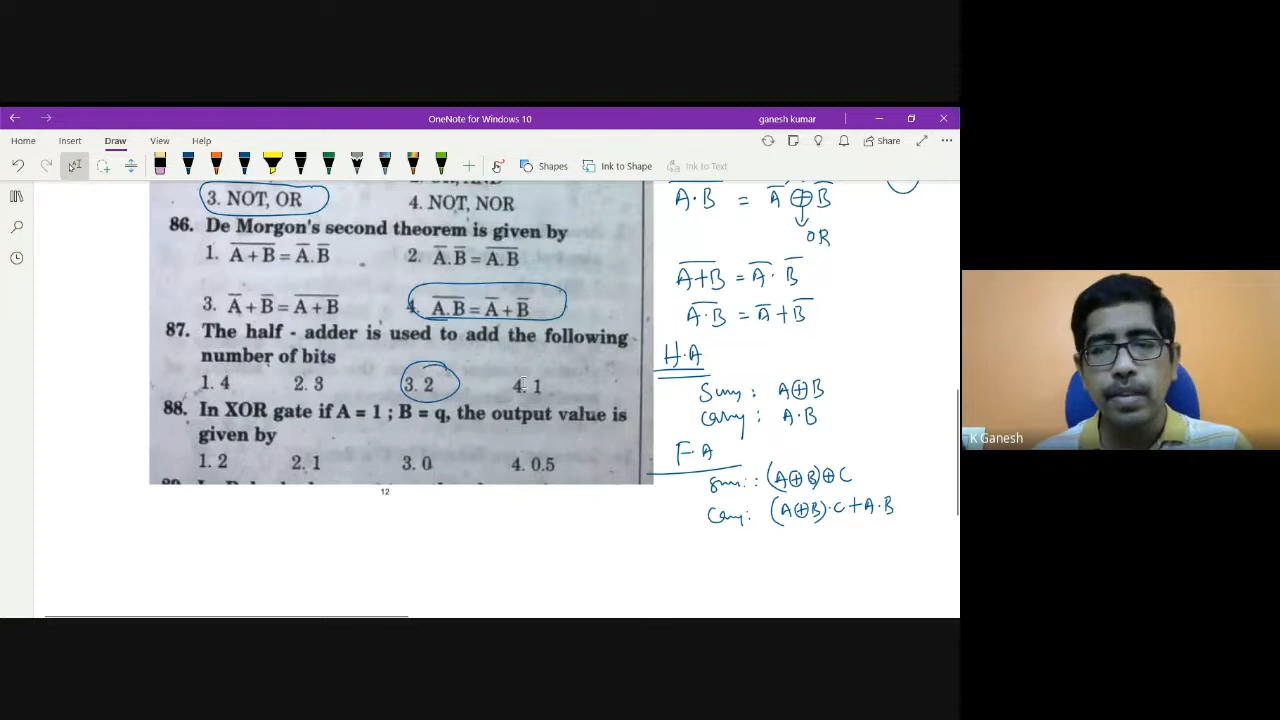 OneNote for Windows 10
ganesh kumar
Home Insert Draw View Help
Share
Shapes Ink to Shape Ink to Text
3. NOT, OR 4. NOT, NOR
86. De Morgon's second theorem is given by
1. A̅+̅B̅ = A̅.B̅ 2. A̅.B̅ = A̅.̅B̅
3. A̅+B̅ = A̅+̅B̅ 4. A̅.̅B̅ = A̅+B̅
87. The half - adder is used to add the following
number of bits
1. 4 2. 3 3. 2 4. 1
88. In XOR gate if A = 1 ; B = q, the output value is
given by
1. 2 2. 1 3. 0 4. 0.5
12
A̅·̅B̅ = A̅ ⊕ B̅
OR
A̅+̅B̅ = A̅ · B̅
A̅·̅B̅ = A̅ + B̅
H·A
Sum: A⊕B
Carry: A·B
F·A
Sum: (A⊕B)⊕C
Carry: (A⊕B)·C+A·B
K Ganesh